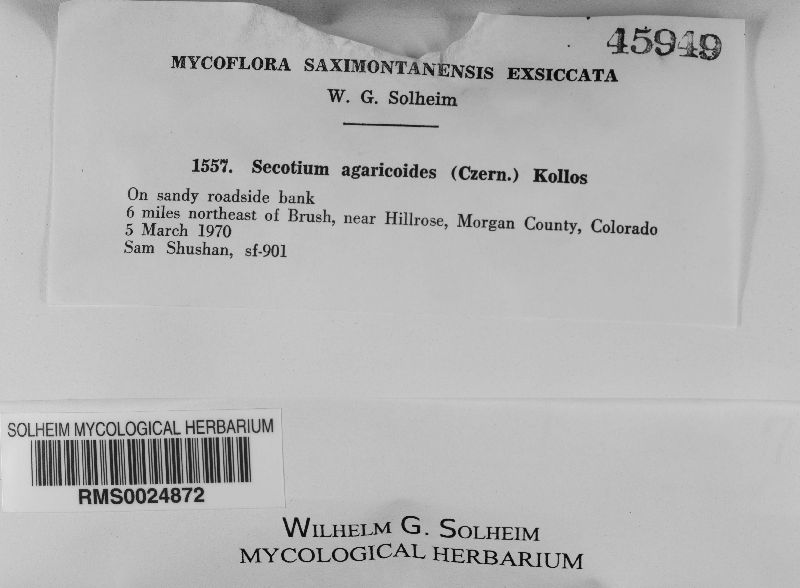 45949
MYCOFLORA SAXIMONTANENSIS EXSICCATA
W. G. Solheim
1557. Secotium agaricoides (Czern.) Kollos
On sandy roadside bank
6 miles northeast of Brush, near Hillrose, Morgan County, Colorado
5 March 1970
Sam Shushan, sf-901
SOLHEIM MYCOLOGICAL HERBARIUM
RMS0024872
WILHELM G. SOLHEIM
MYCOLOGICAL HERBARIUM